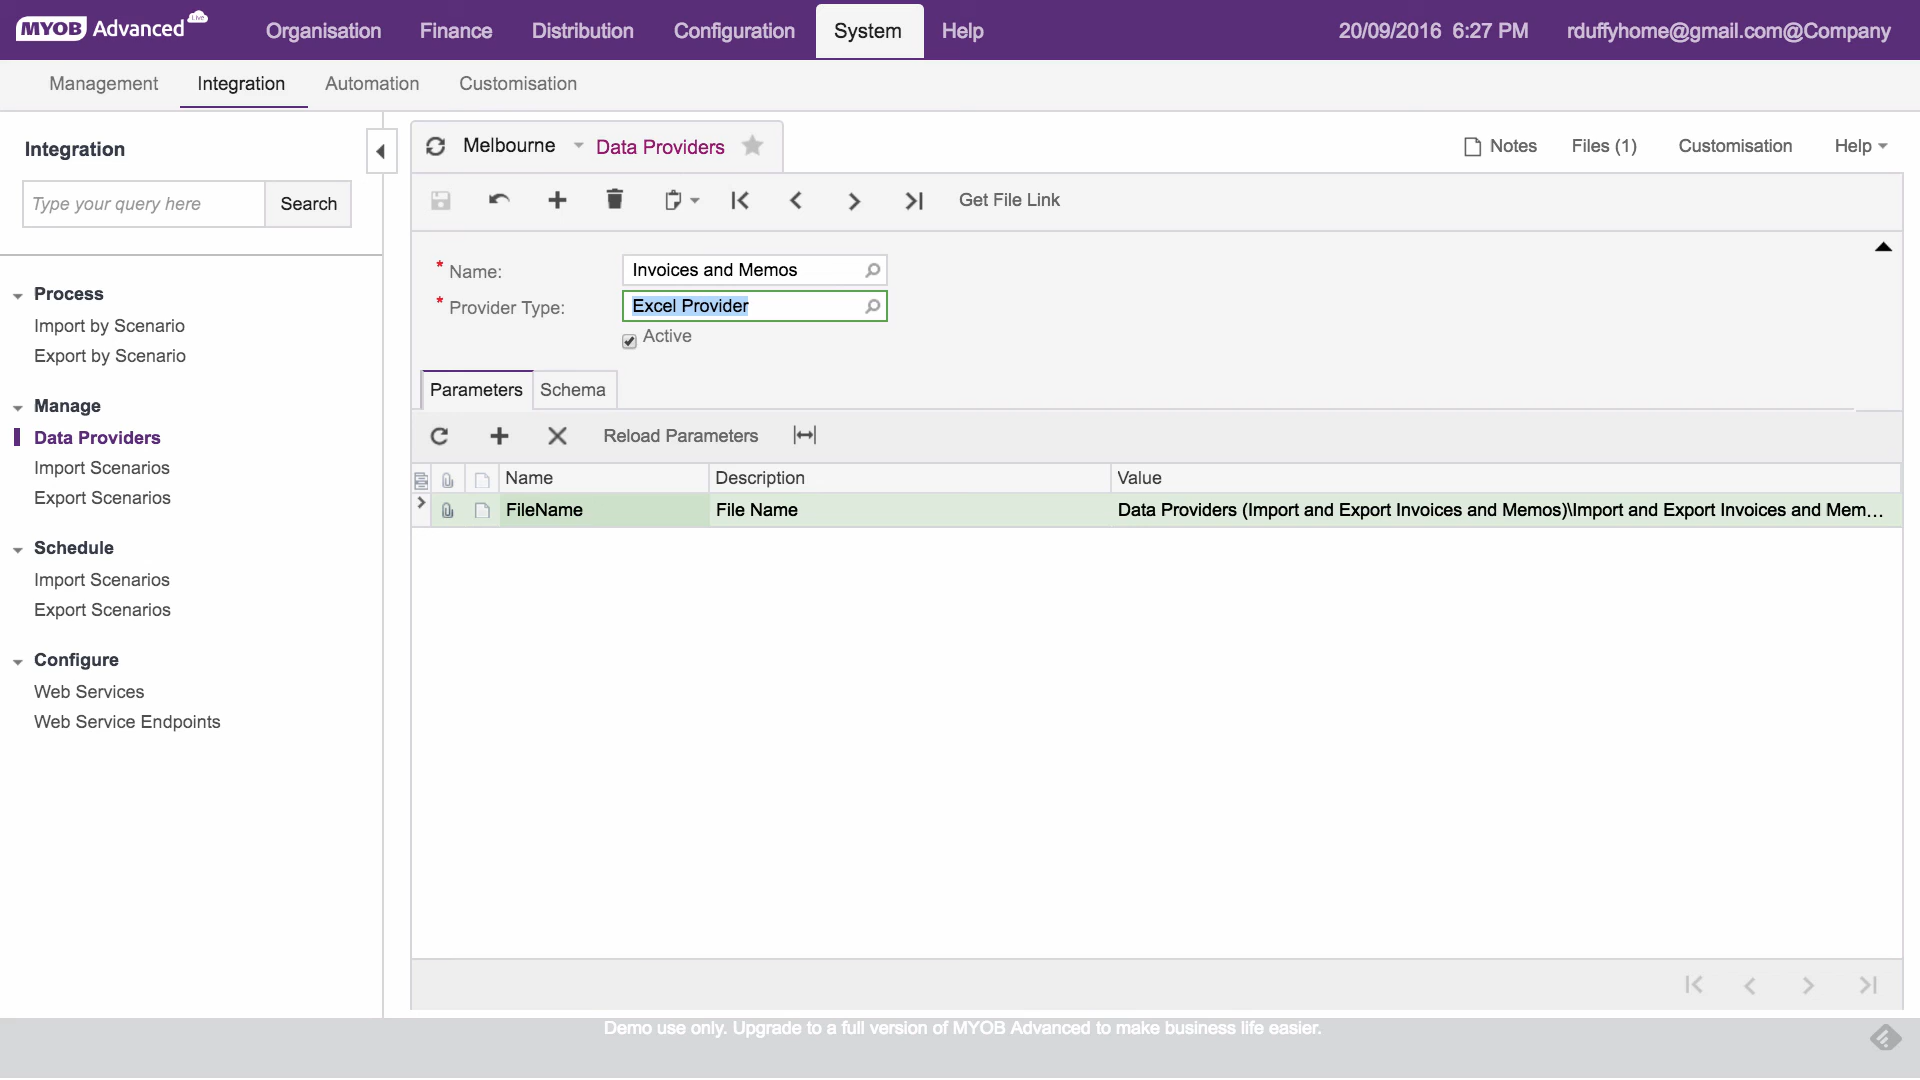 MYOB Advanced Live
Organisation Finance Distribution Configuration System Help
20/09/2016 6:27 PM rduffyhome@gmail.com@Company
Management Integration Automation Customisation
Integration
Type your query here Search
Process
Import by Scenario
Export by Scenario
Manage
Data Providers
Import Scenarios
Export Scenarios
Schedule
Import Scenarios
Export Scenarios
Configure
Web Services
Web Service Endpoints
Melbourne Data Providers
Notes Files (1) Customisation Help
Get File Link
* Name: Invoices and Memos
* Provider Type: Excel Provider
Active
Parameters Schema
Reload Parameters
Name Description Value
FileName File Name Data Providers (Import and Export Invoices and Memos)\Import and Export Invoices and Mem...
Demo use only. Upgrade to a full version of MYOB Advanced to make business life easier.